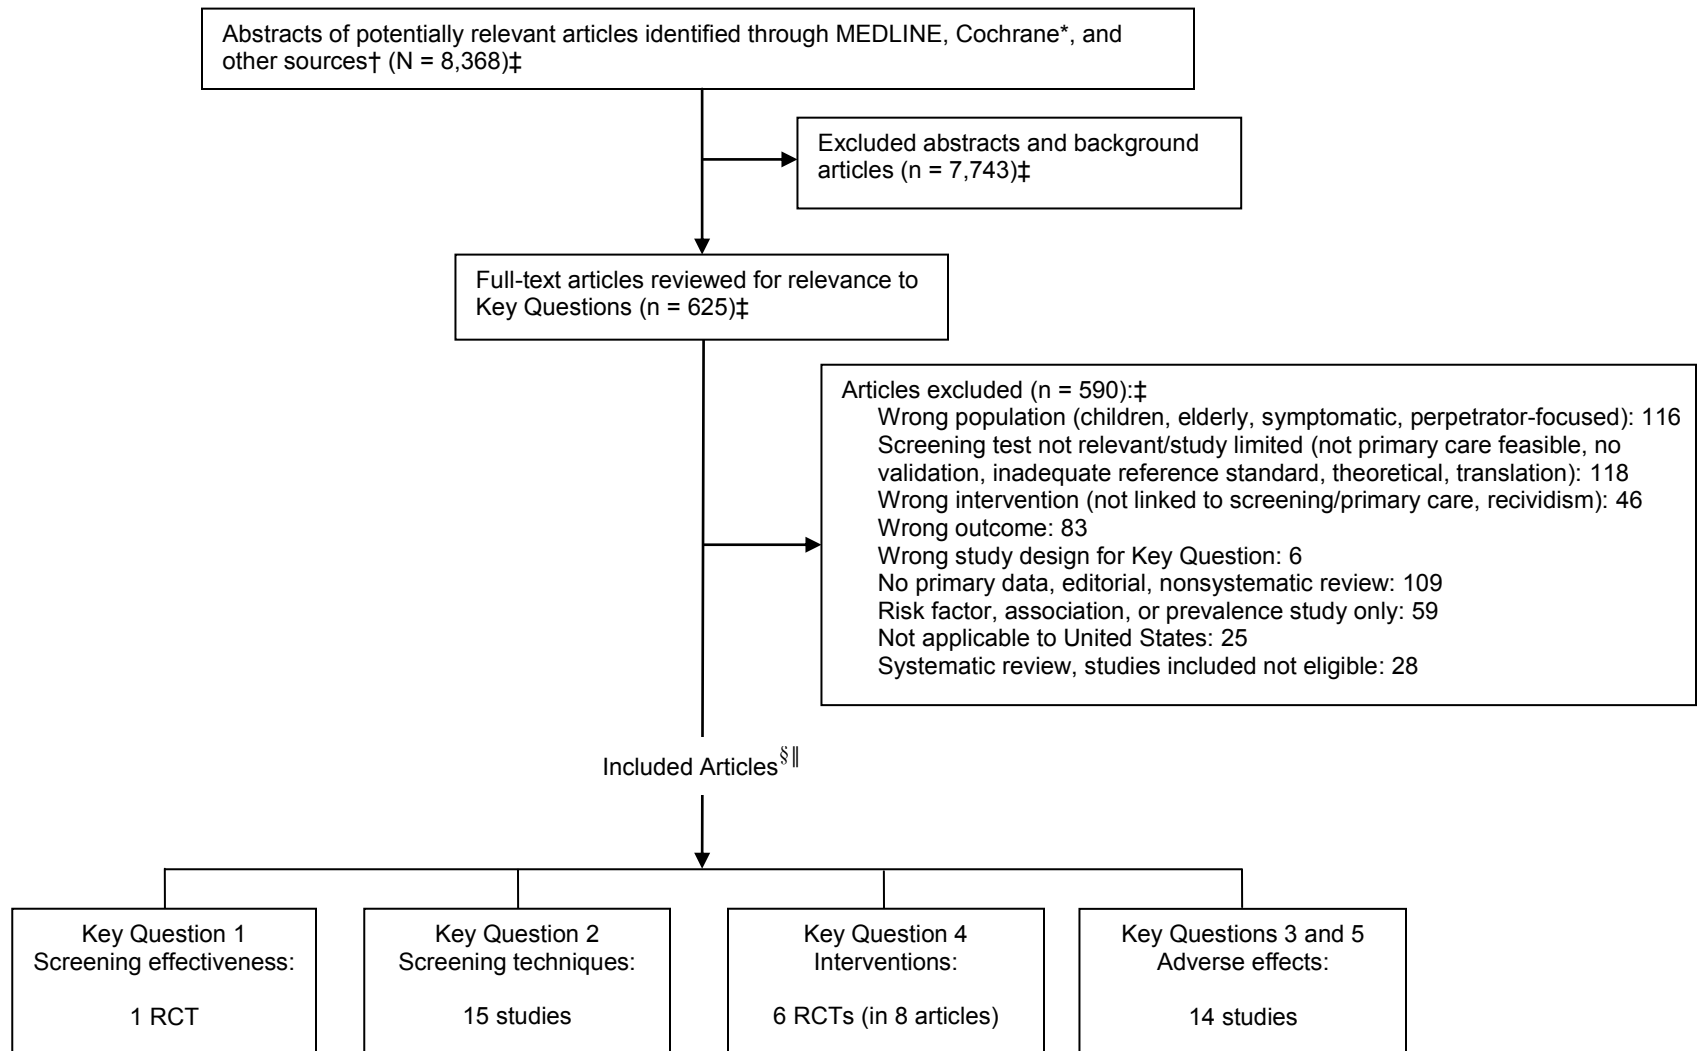 Abstracts of potentially relevant articles identified through MEDLINE, Cochrane*, and
other sources† (N = 8,368)‡
Excluded abstracts and background
articles (n = 7,743)‡
Full-text articles reviewed for relevance to
Key Questions (n = 625)‡
Articles excluded (n = 590):‡
Wrong population (children, elderly, symptomatic, perpetrator-focused): 116
Screening test not relevant/study limited (not primary care feasible, no
validation, inadequate reference standard, theoretical, translation): 118
Wrong intervention (not linked to screening/primary care, recividism): 46
Wrong outcome: 83
Wrong study design for Key Question: 6
No primary data, editorial, nonsystematic review: 109
Risk factor, association, or prevalence study only: 59
Not applicable to United States: 25
Systematic review, studies included not eligible: 28
Included Articles§‖
Key Question 1
Screening effectiveness:
1 RCT
Key Question 2
Screening techniques:
15 studies
Key Question 4
Interventions:
6 RCTs (in 8 articles)
Key Questions 3 and 5
Adverse effects:
14 studies